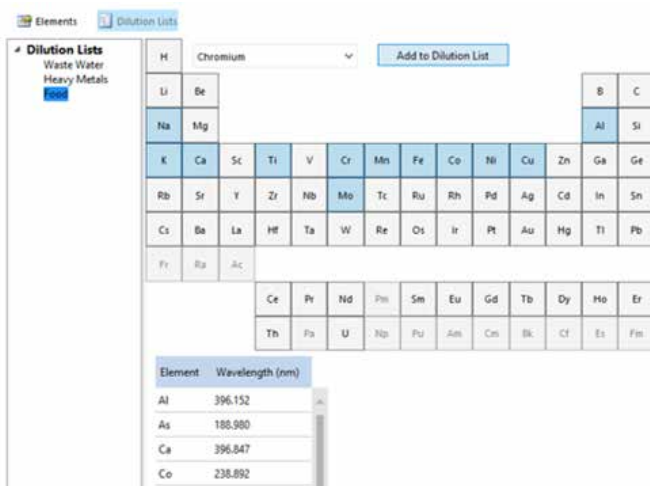 Elements Dilution Lists
Dilution Lists
Waste Water
Heavy Metals
Food
H Chromium Add to Dilution List
Li Be B C
Na Mg Al Si
K Ca Sc Ti V Cr Mn Fe Co Ni Cu Zn Ga Ge
Rb Sr Y Zr Nb Mo Tc Ru Rh Pd Ag Cd In Sn
Cs Ba La Hf Ta W Re Os Ir Pt Au Hg Tl Pb
Fr Ra Ac
Ce Pr Nd Pm Sm Eu Gd Tb Dy Ho Er
Th Pa U Np Pu Am Cm Bk Cf Es Fm
Element Wavelength (nm)
Al 396.152
As 188.980
Ca 396.847
Co 238.892